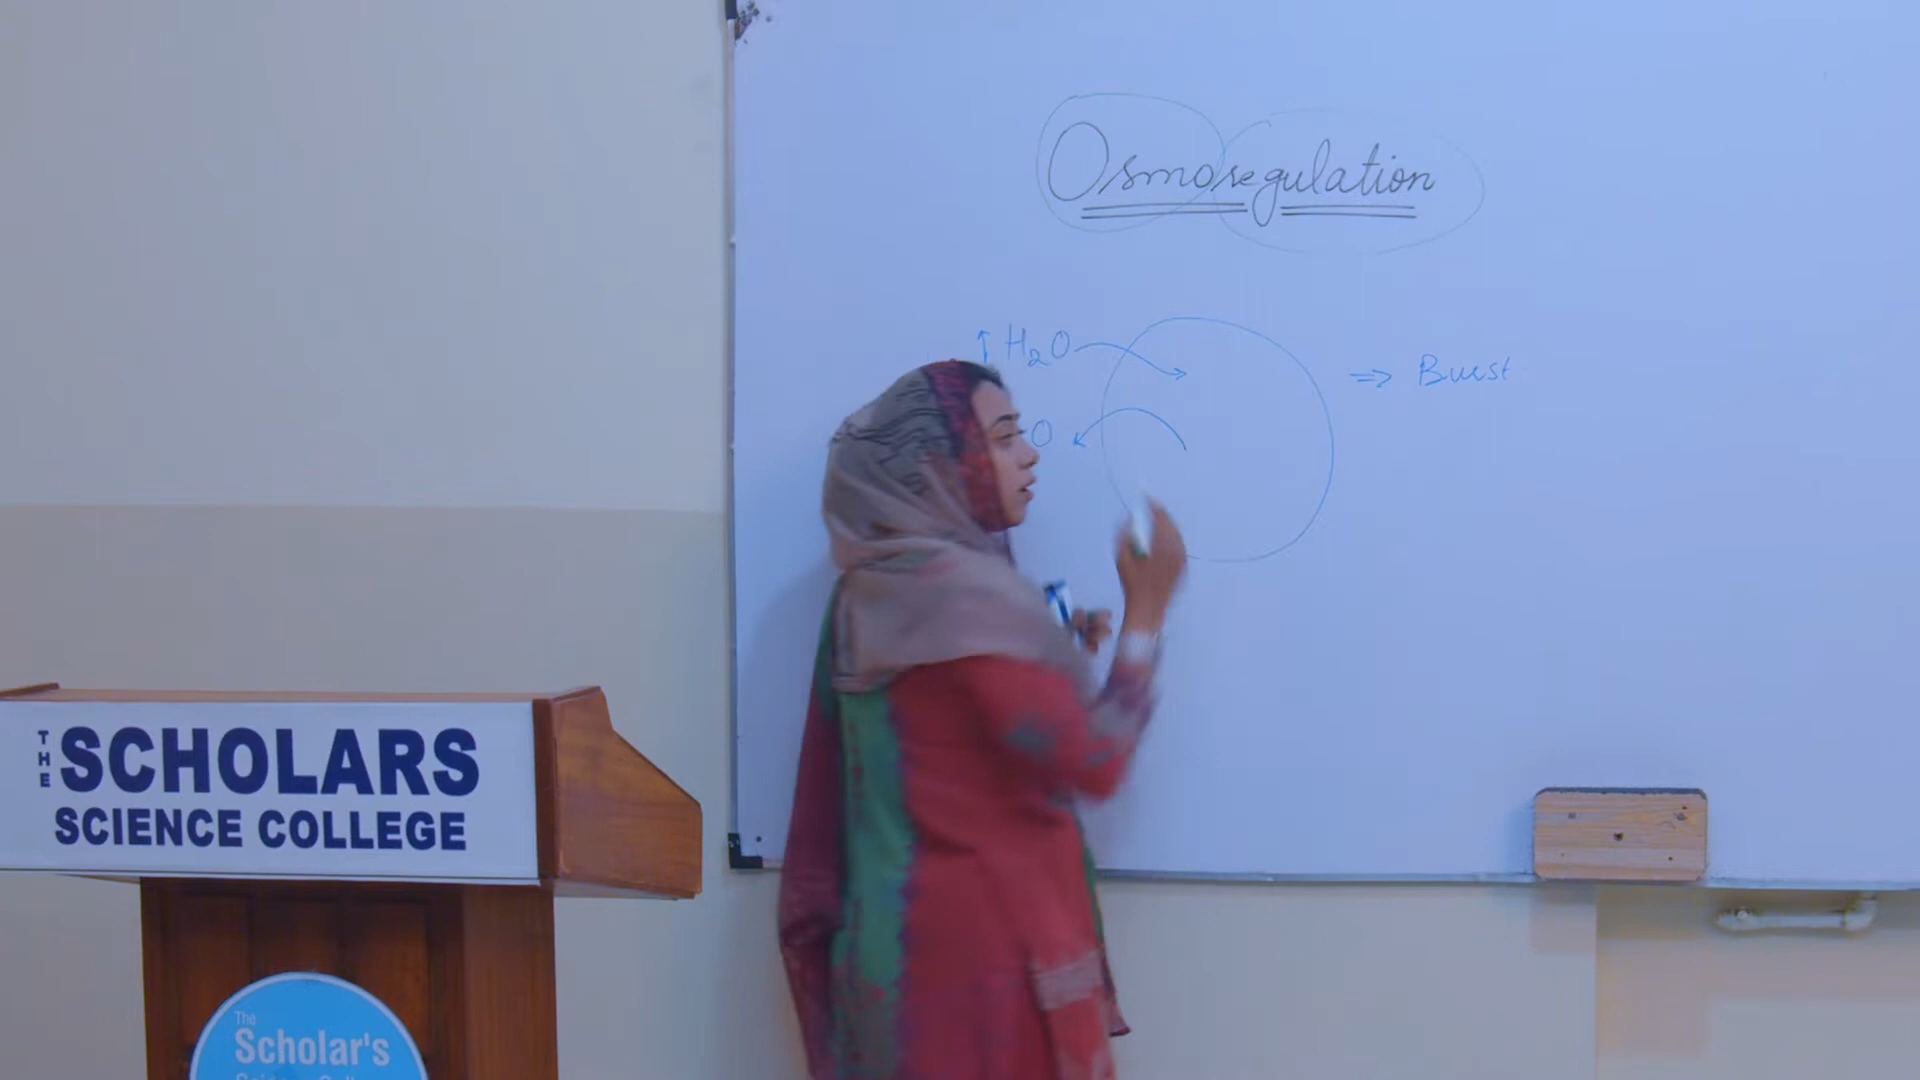 Osmoregulation
↑ H2O
⇒ Burst
O
THE SCHOLARS
SCIENCE COLLEGE
The
Scholar's